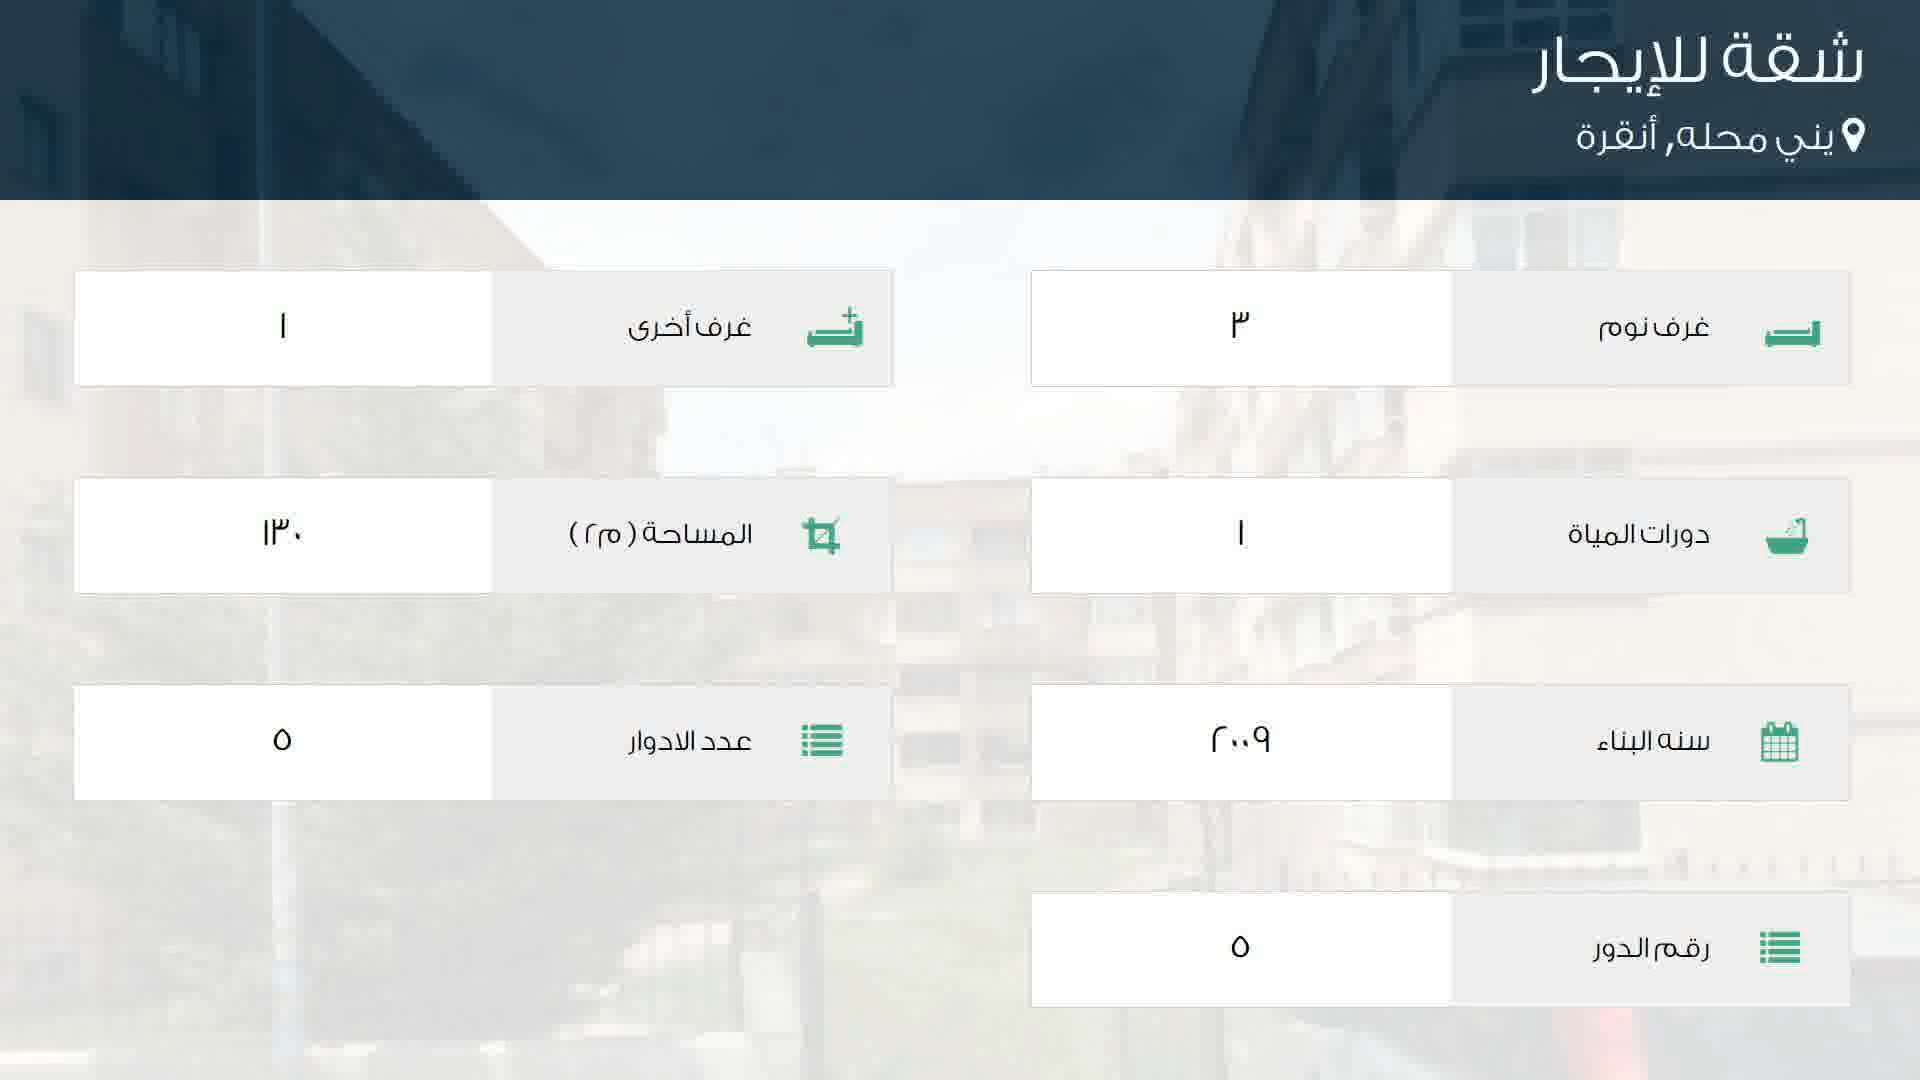 شقة للإيجار
يني محله, أنقرة
غرف نوم ٣
غرف أخرى ١
دورات المياة ١
المساحة (م٢) ١٣٠
سنه البناء ٢٠٠٩
عدد الادوار ٥
رقم الدور ٥